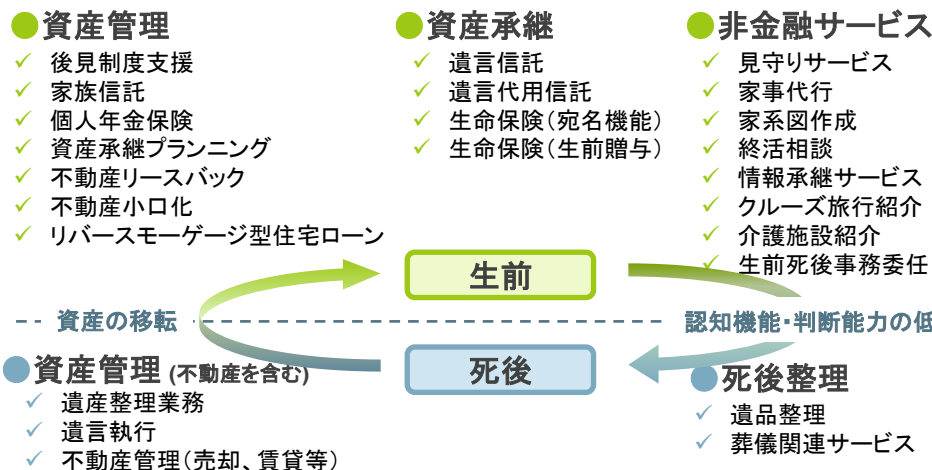 ●資産管理
✓ 後見制度支援
✓ 家族信託
✓ 個人年金保険
✓ 資産承継プランニング
✓ 不動産リースバック
✓ 不動産小口化
✓ リバースモーゲージ型住宅ローン
●資産承継
✓ 遺言信託
✓ 遺言代用信託
✓ 生命保険(宛名機能)
✓ 生命保険(生前贈与)
●非金融サービス
✓ 見守りサービス
✓ 家事代行
✓ 家系図作成
✓ 終活相談
✓ 情報承継サービス
✓ クルーズ旅行紹介
✓ 介護施設紹介
✓ 生前死後事務委任
生前
資産の移転
認知機能・判断能力の低
死後
●資産管理 (不動産を含む)
✓ 遺産整理業務
✓ 遺言執行
✓ 不動産管理(売却、賃貸等)
●死後整理
✓ 遺品整理
✓ 葬儀関連サービス